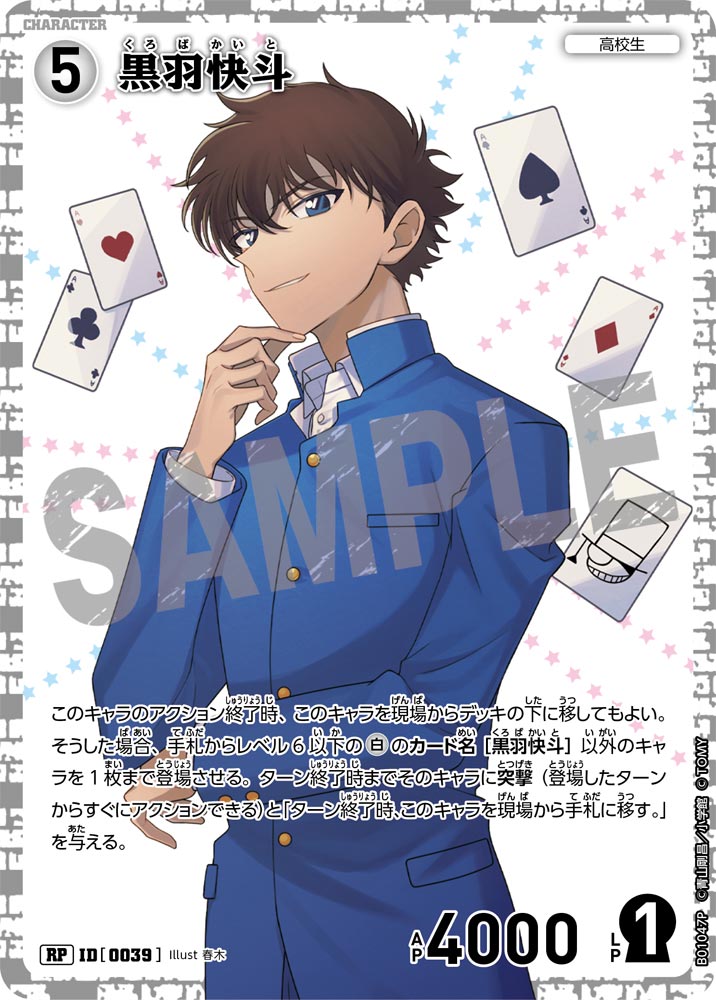 CHARACTER
5
くろばかいと
黒羽快斗
高校生
A
A
A
A
A
A
A
A
SAMPLE
このキャラのアクション終了時、このキャラを現場からデッキの下に移してもよい。
そうした場合、手札からレベル6以下の白のカード名[黒羽快斗]以外のキャ
ラを1枚まで登場させる。ターン終了時までそのキャラに突撃(登場したターン
からすぐにアクションできる)と「ターン終了時、このキャラを現場から手札に移す。」
を与える。
RP ID[0039] Illust 春木
AP 4000
LP 1
B01047P ©青山剛昌/小学館 ©TOMY